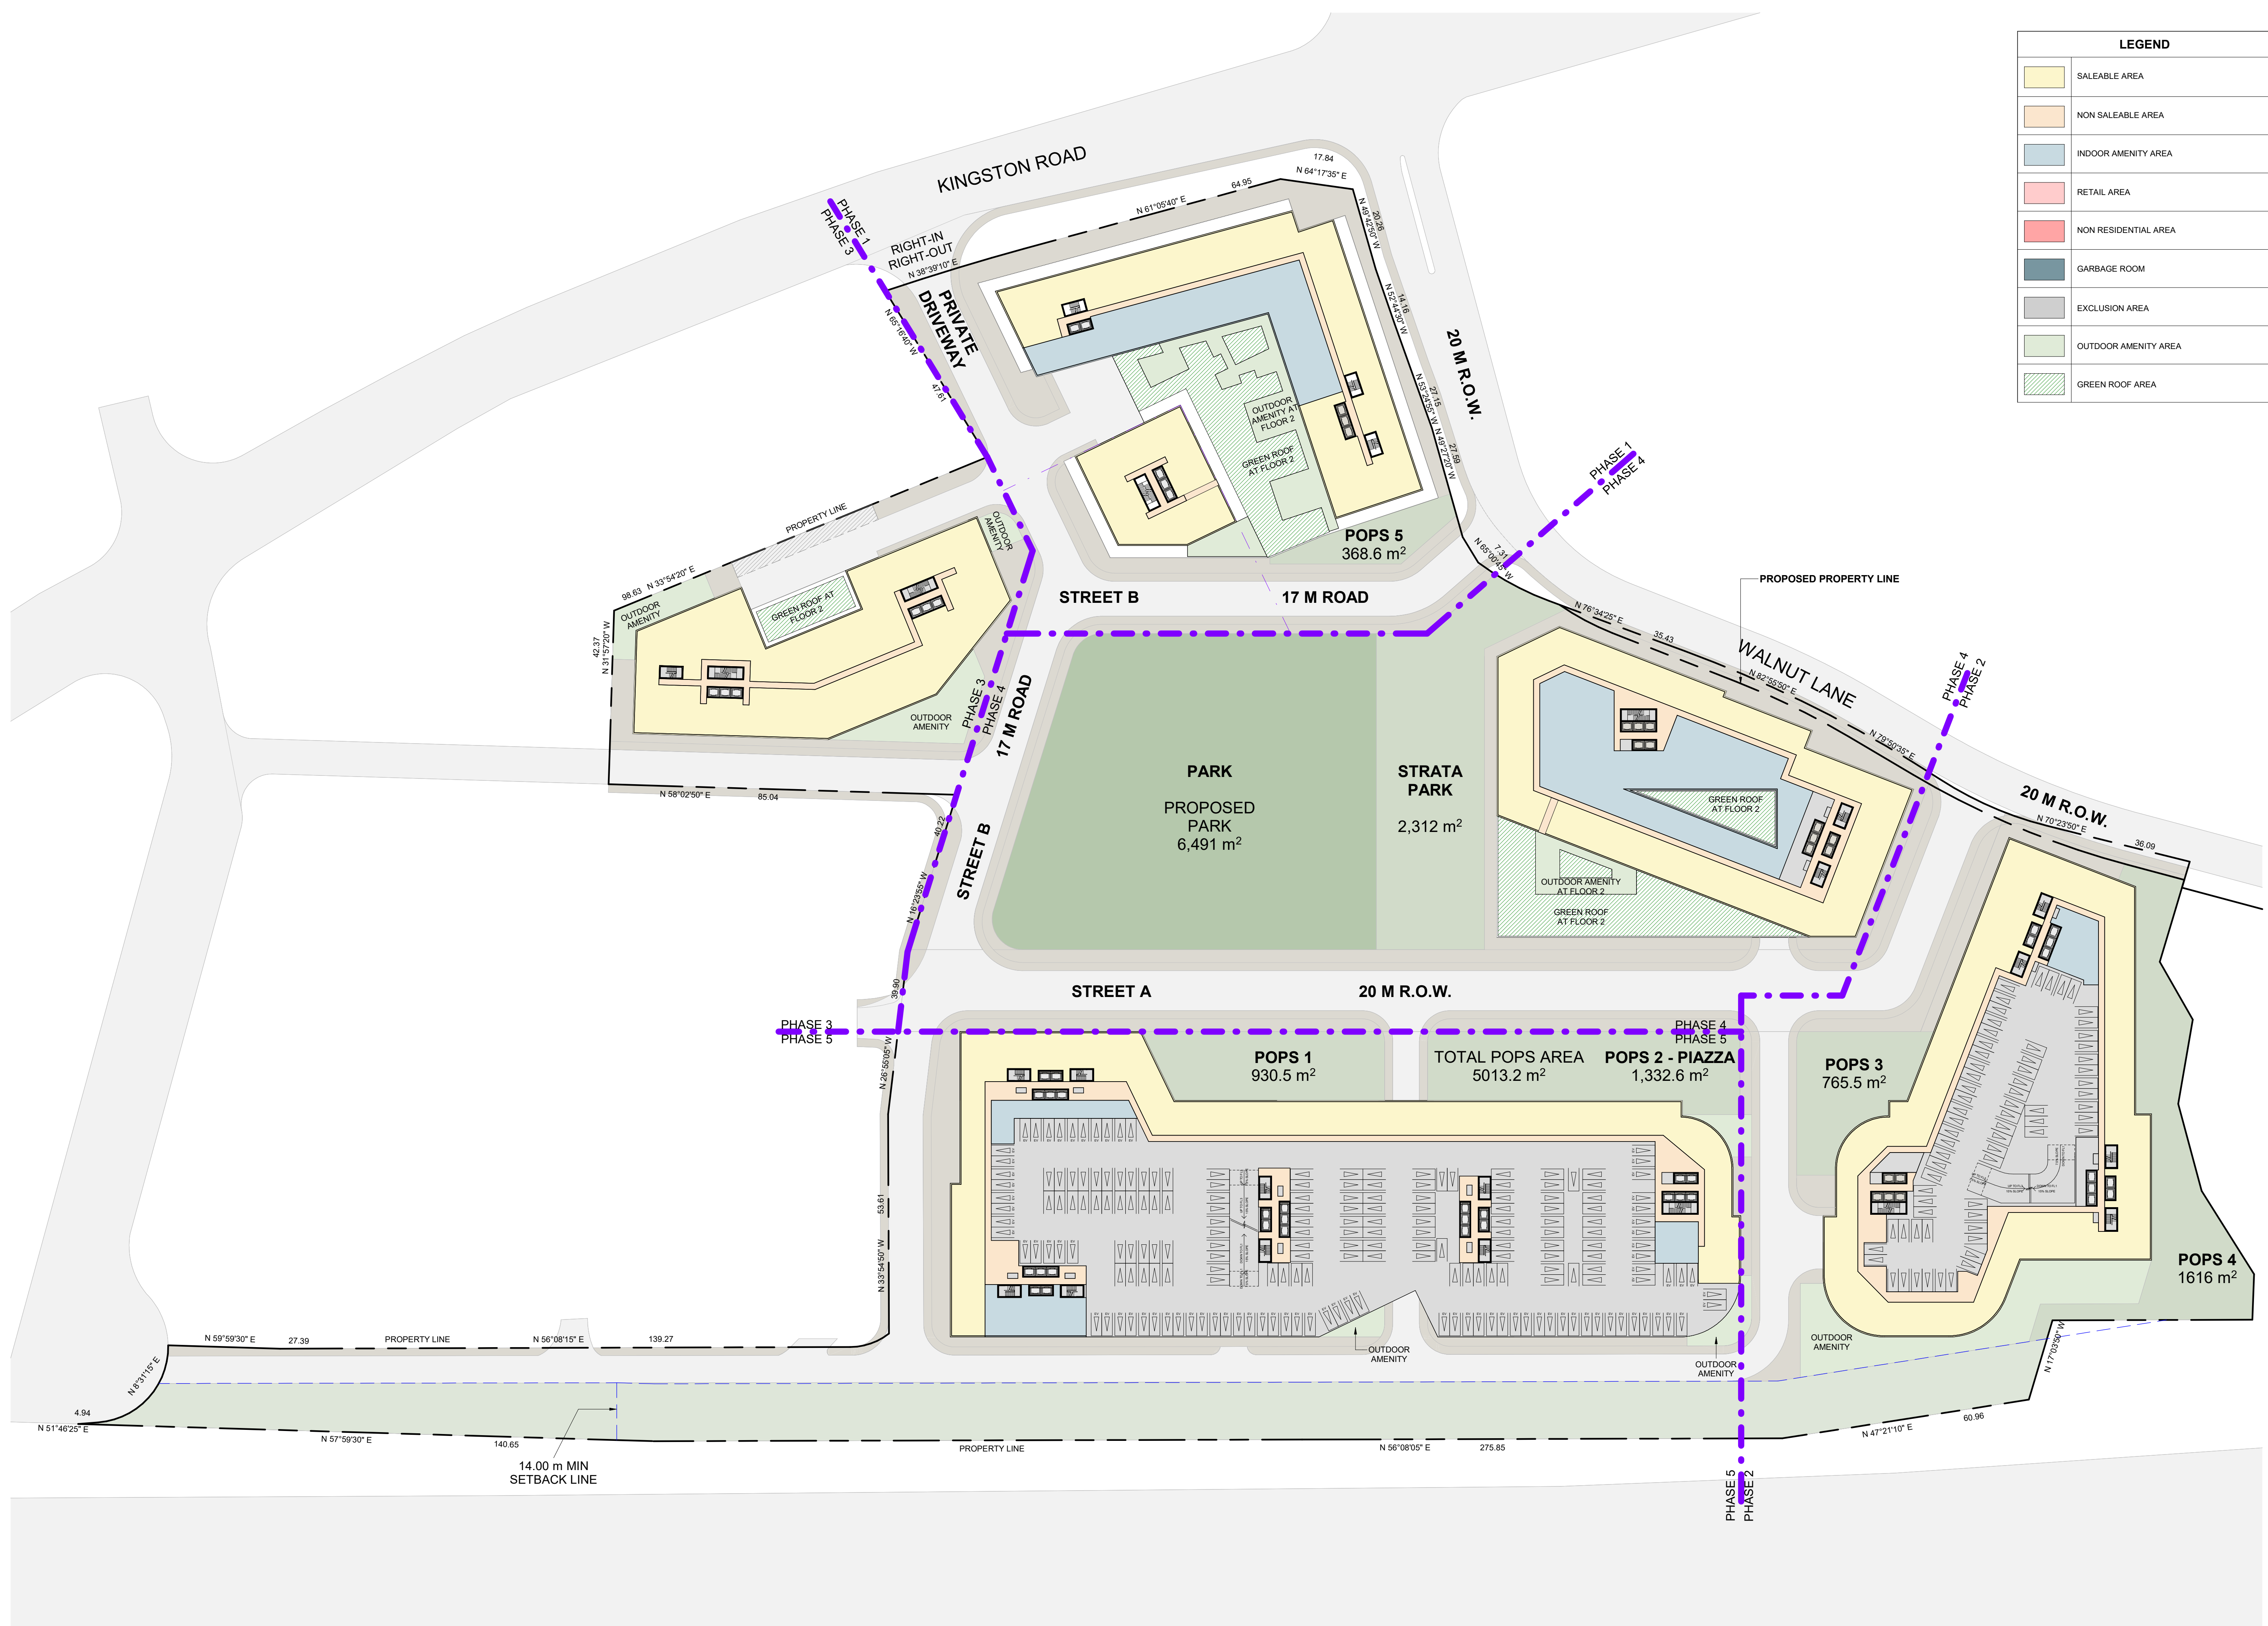 LEGEND
SALEABLE AREA
NON SALEABLE AREA
INDOOR AMENITY AREA
RETAIL AREA
NON RESIDENTIAL AREA
GARBAGE ROOM
EXCLUSION AREA
OUTDOOR AMENITY AREA
GREEN ROOF AREA
KINGSTON ROAD
17.84
N 64°17'35" E
64.95
N 61°05'40" E
20.26
N 49°42'50" W
PHASE 1
PHASE 3
RIGHT-IN
RIGHT-OUT
N 38°39'10" E
PRIVATE
DRIVEWAY
N 65°16'40" W
47.61
14.16
N 52°44'30" W
20 M R.O.W.
27.15
N 53°24'55" W
27.59
N 49°27'20" W
OUTDOOR
AMENITY AT
FLOOR 2
GREEN ROOF
AT FLOOR 2
PHASE 1
PHASE 4
PROPERTY LINE
OUTDOOR
AMENITY
POPS 5
368.6 m²
7.31
N 65°00'45" W
98.63
N 33°54'20" E
OUTDOOR
AMENITY
GREEN ROOF AT
FLOOR 2
STREET B
17 M ROAD
PROPOSED PROPERTY LINE
N 76°34'25" E
35.43
42.37
N 31°57'20" W
WALNUT LANE
N 82°55'50" E
PHASE 4
PHASE 2
PHASE 3
PHASE 4
17 M ROAD
OUTDOOR
AMENITY
N 79°50'35" E
PARK
PROPOSED
PARK
6,491 m²
STRATA
PARK
2,312 m²
GREEN ROOF
AT FLOOR 2
20 M R.O.W.
N 70°23'50" E
36.09
N 58°02'50" E
85.04
40.22
N 16°23'55" W
STREET B
OUTDOOR AMENITY
AT FLOOR 2
GREEN ROOF
AT FLOOR 2
39.90
STREET A
20 M R.O.W.
PHASE 3
PHASE 5
PHASE 4
PHASE 5
N 26°55'05" W
POPS 1
930.5 m²
TOTAL POPS AREA
5013.2 m²
POPS 2 - PIAZZA
1,332.6 m²
POPS 3
765.5 m²
53.61
N 33°54'50" W
POPS 4
1616 m²
N 59°59'30" E
27.39
PROPERTY LINE
N 56°08'15" E
139.27
OUTDOOR
AMENITY
OUTDOOR
AMENITY
OUTDOOR
AMENITY
N 17°03'50" W
N 8°31'15" E
4.94
N 51°46'25" E
N 57°59'30" E
140.65
PROPERTY LINE
N 56°08'05" E
275.85
N 47°21'10" E
60.96
14.00 m MIN
SETBACK LINE
PHASE 5
PHASE 2